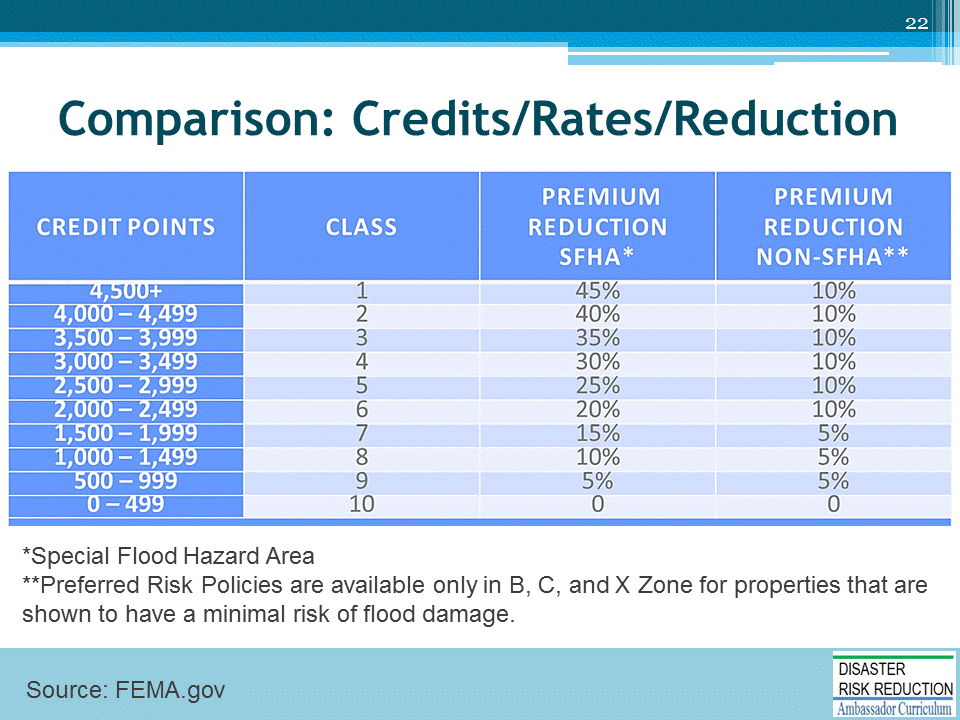 22
Comparison: Credits/Rates/Reduction
CREDIT POINTS CLASS PREMIUM REDUCTION SFHA* PREMIUM REDUCTION NON-SFHA**
4,500+ 1 45% 10%
4,000 – 4,499 2 40% 10%
3,500 – 3,999 3 35% 10%
3,000 – 3,499 4 30% 10%
2,500 – 2,999 5 25% 10%
2,000 – 2,499 6 20% 10%
1,500 – 1,999 7 15% 5%
1,000 – 1,499 8 10% 5%
500 – 999 9 5% 5%
0 – 499 10 0 0
*Special Flood Hazard Area
**Preferred Risk Policies are available only in B, C, and X Zone for properties that are
shown to have a minimal risk of flood damage.
Source: FEMA.gov
DISASTER
RISK REDUCTION
Ambassador Curriculum